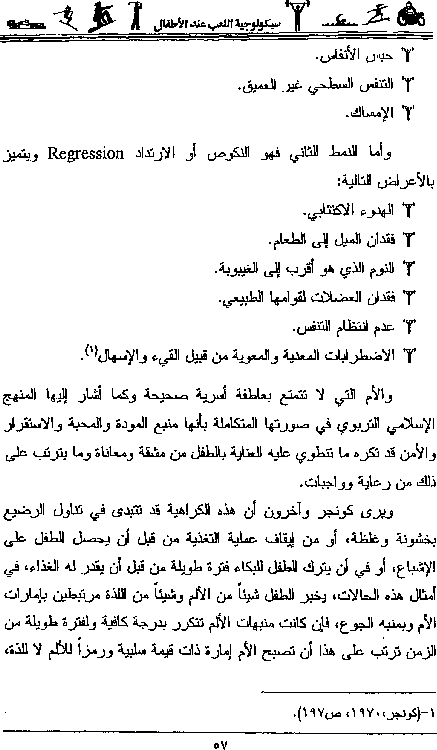 سيكولوجية اللعب عند الأطفال
حبس الأنفاس.
التنفس السطحي غير العميق.
الإمساك.
وأما النمط الثاني فهو النكوص أو الارتداد Regression ويتميز
بالأعراض التالية:
الهدوء الاكتئابي.
فقدان الميل إلى الطعام.
النوم الذي هو أقرب إلى الغيبوبة.
فقدان العضلات لقوامها الطبيعي.
عدم انتظام التنفس.
الاضطرابات المعدية والمعوية من قبيل القيء والإسهال(١).
والأم التي لا تتمتع بعاطفة أسرية صحيحة وكما أشار إليها المنهج
الإسلامي التربوي في صورتها المتكاملة بأنها منبع المودة والمحبة والاستقرار
والأمن قد تكره ما تنطوي عليه العناية بالطفل من مشقة ومعاناة وما يترتب على
ذلك من رعاية وواجبات.
ويرى كونجر وآخرون أن هذه الكراهية قد تتبدى في تناول الرضيع
بخشونة وغلظة، أو من إيقاف عملية التغذية من قبل أن يحصل الطفل على
الإشباع، أو في أن يترك الطفل للبكاء فترة طويلة من قبل أن يقدر له الغذاء، في
أمثال هذه الحالات، يخبر الطفل شيئاً من الألم وشيئاً من اللذة مرتبطين بإمارات
الأم وبمنبه الجوع، فإن كانت منبهات الألم تتكرر بدرجة كافية ولفترة طويلة من
الزمن ترتب على هذا أن تصبح الأم إمارة ذات قيمة سلبية ورمزاً للألم لا للذة،
١-(كونجر، ١٩٧٠، ص١٩٧).
٥٧